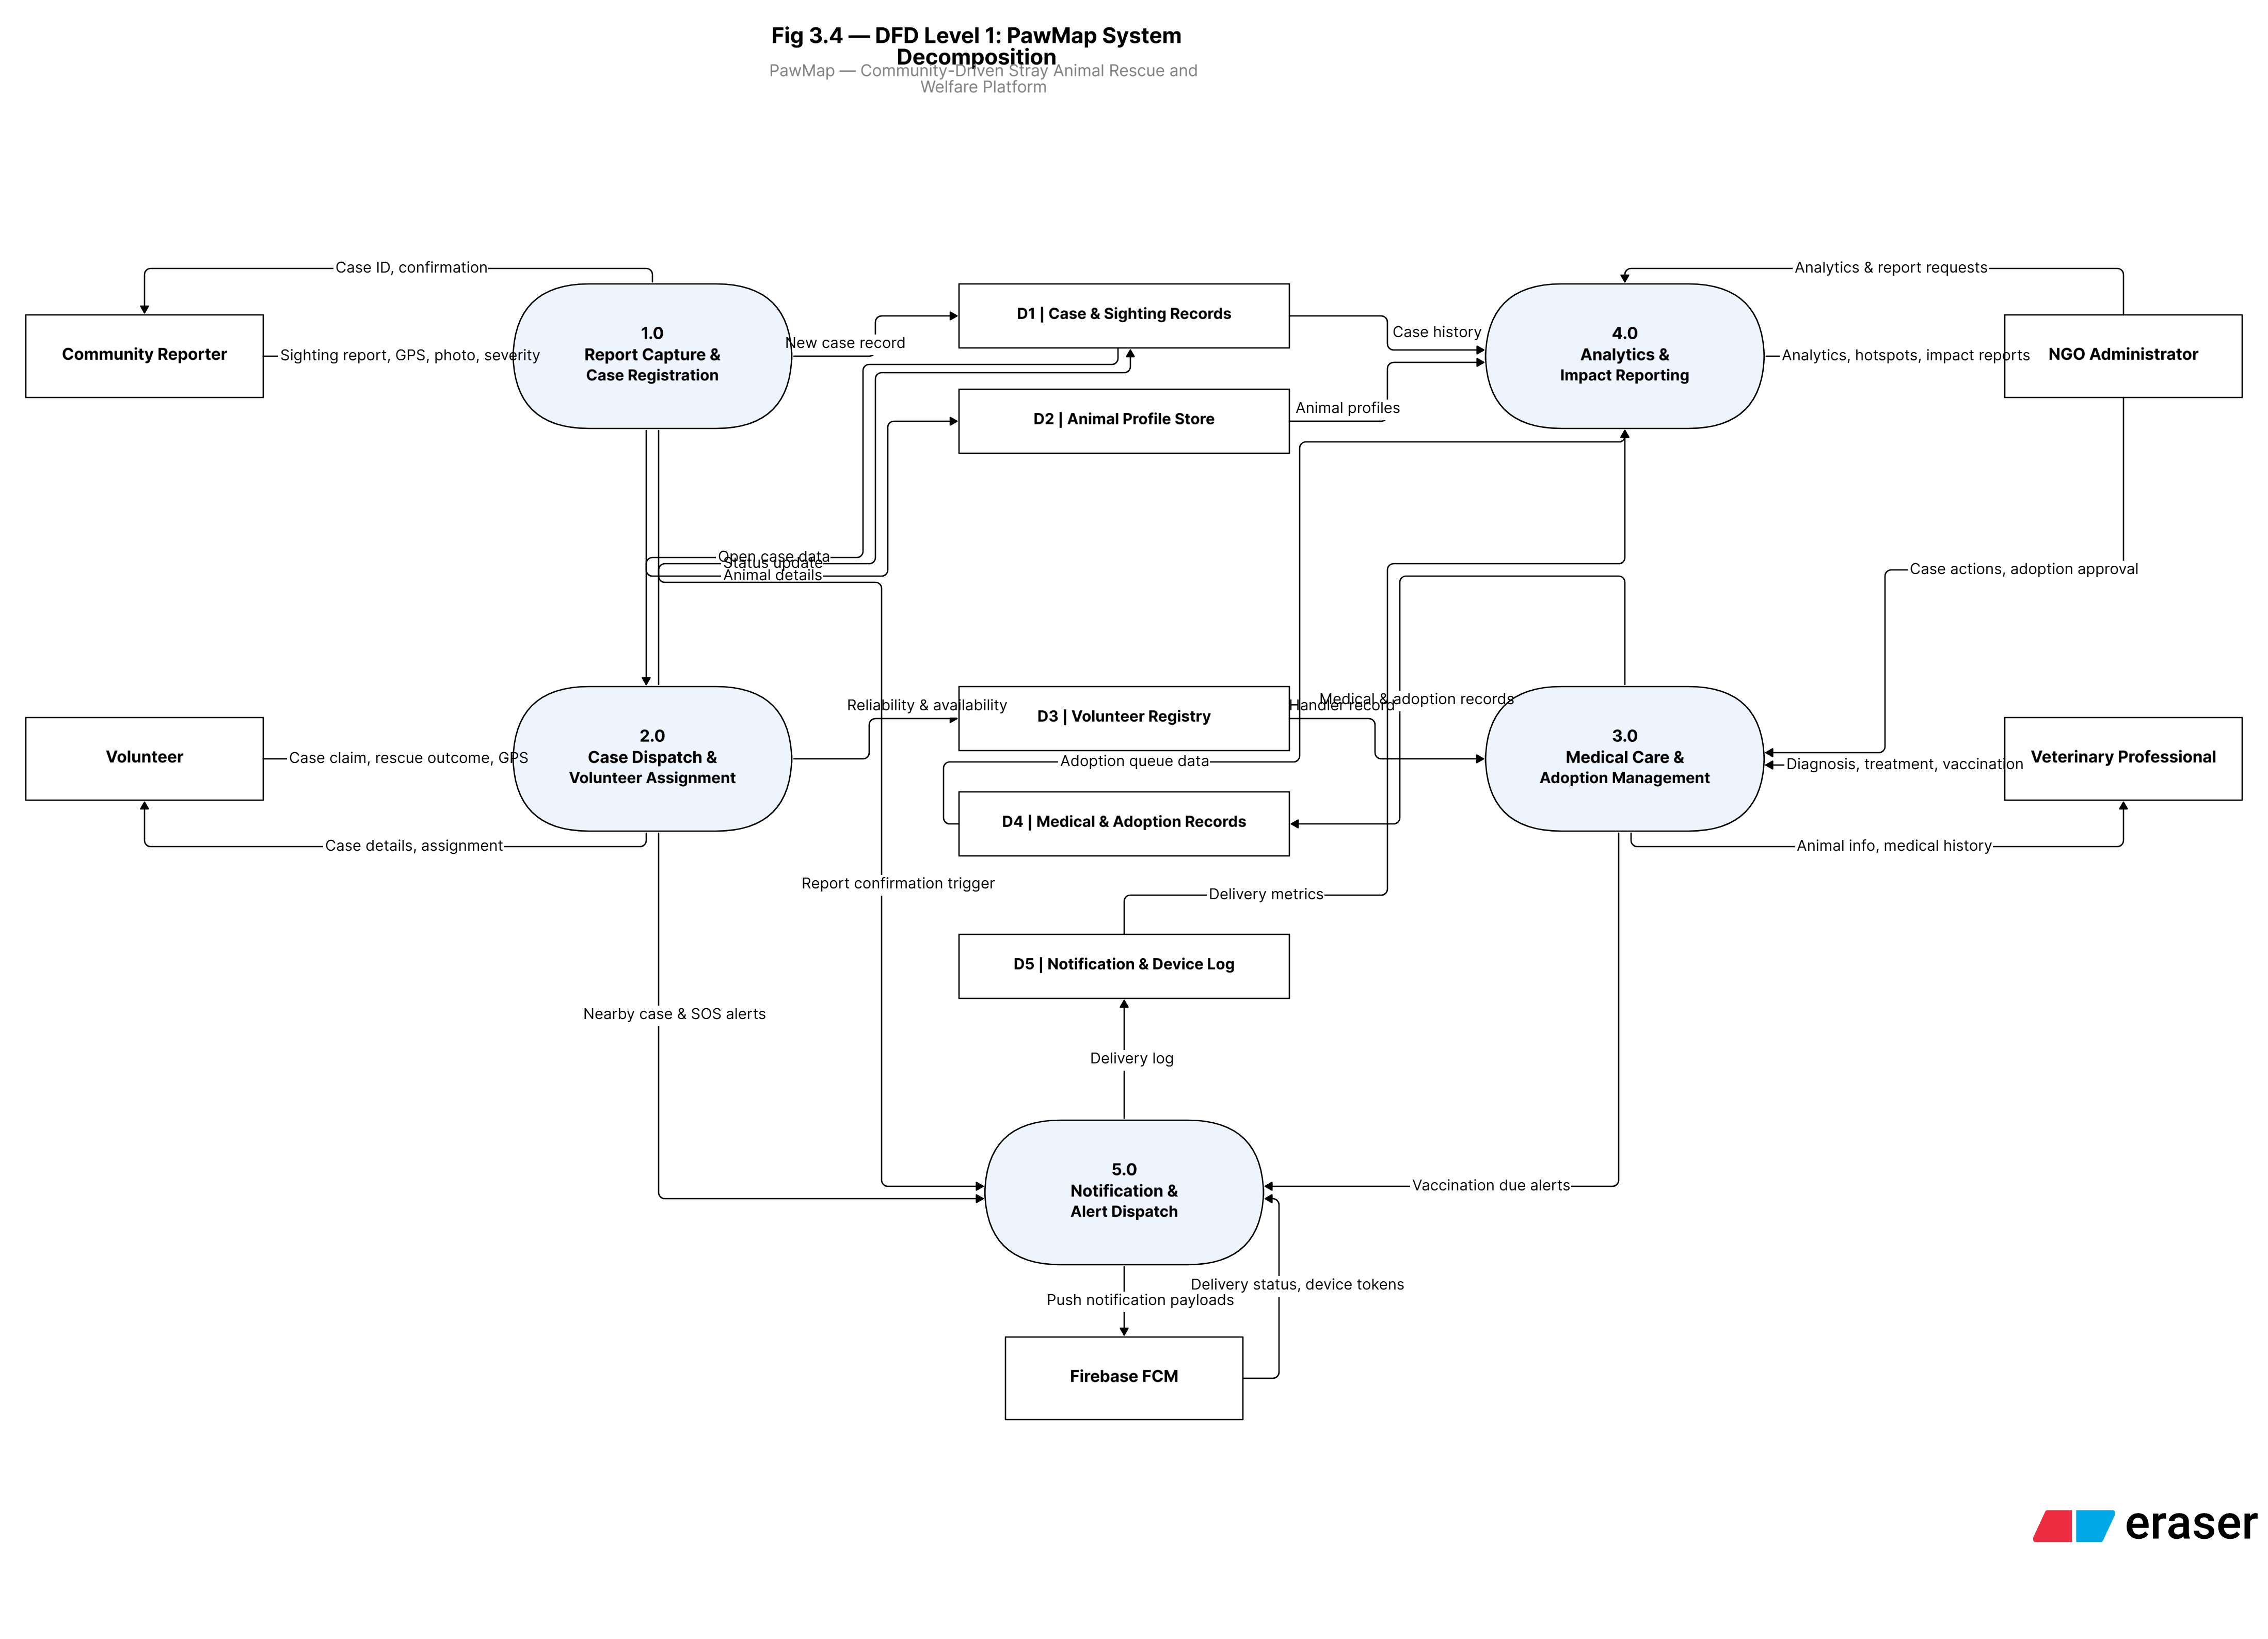 Fig 3.4 — DFD Level 1: PawMap System
Decomposition
PawMap — Community-Driven Stray Animal Rescue and
Welfare Platform
Case ID, confirmation
Analytics & report requests
Community Reporter
Sighting report, GPS, photo, severity
1.0
Report Capture &
Case Registration
New case record
D1 | Case & Sighting Records
Case history
4.0
Analytics &
Impact Reporting
Analytics, hotspots, impact reports
NGO Administrator
D2 | Animal Profile Store
Animal profiles
Open case data
Status update
Animal details
Case actions, adoption approval
Volunteer
Case claim, rescue outcome, GPS
2.0
Case Dispatch &
Volunteer Assignment
Reliability & availability
D3 | Volunteer Registry
Handler record
Medical & adoption records
3.0
Medical Care &
Adoption Management
Diagnosis, treatment, vaccination
Veterinary Professional
Adoption queue data
D4 | Medical & Adoption Records
Case details, assignment
Animal info, medical history
Report confirmation trigger
Delivery metrics
D5 | Notification & Device Log
Nearby case & SOS alerts
Delivery log
5.0
Notification &
Alert Dispatch
Vaccination due alerts
Delivery status, device tokens
Push notification payloads
Firebase FCM
eraser